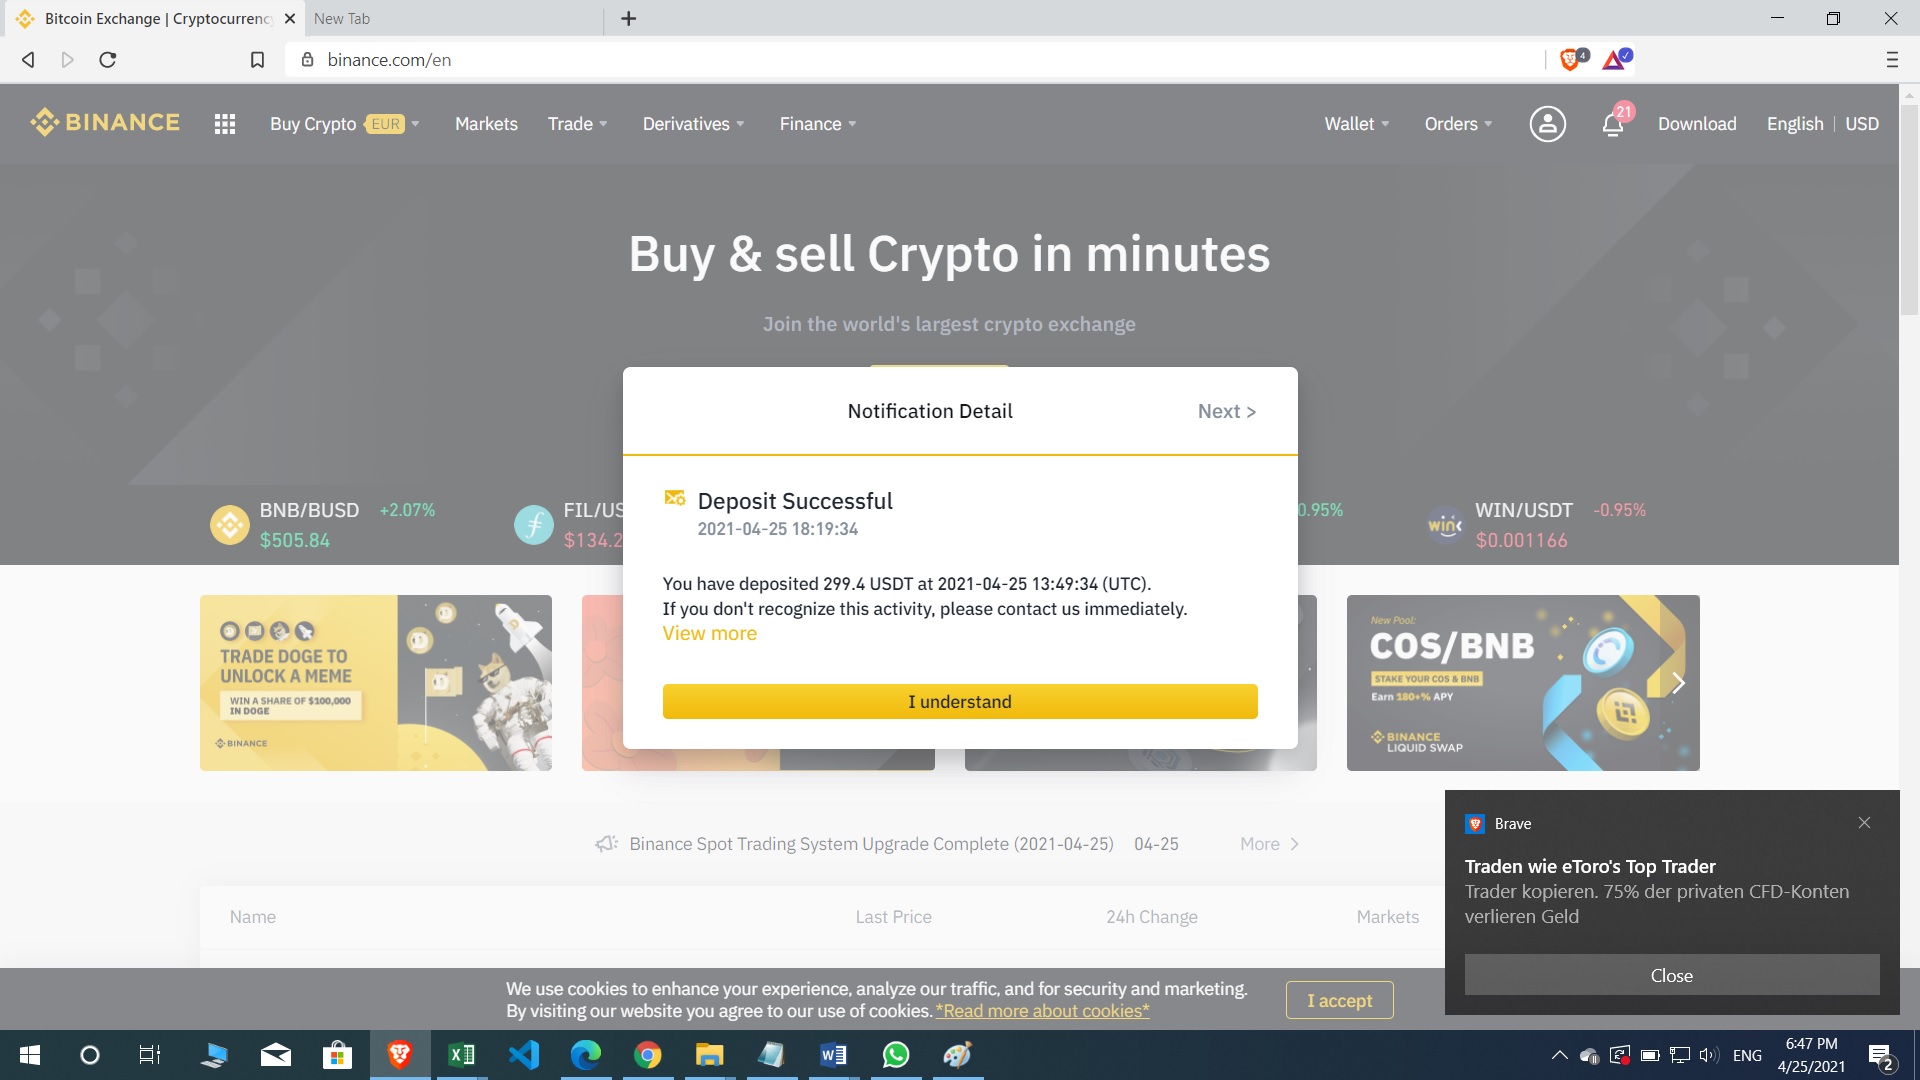 Bitcoin Exchange | Cryptocurrency
New Tab
binance.com/en
4
BINANCE
Buy Crypto EUR
Markets
Trade
Derivatives
Finance
Wallet
Orders
21
Download
English
USD
Buy & sell Crypto in minutes
Join the world's largest crypto exchange
Notification Detail
Next >
Deposit Successful
2021-04-25 18:19:34
You have deposited 299.4 USDT at 2021-04-25 13:49:34 (UTC).
If you don't recognize this activity, please contact us immediately.
View more
I understand
BNB/BUSD +2.07%
$505.84
FIL/US
$134.2
0.95%
WIN/USDT -0.95%
$0.001166
TRADE DOGE TO
UNLOCK A MEME
WIN A SHARE OF $100,000
IN DOGE
BINANCE
New Pool:
COS/BNB
STAKE YOUR COS & BNB
Earn 180+% APY
BINANCE
LIQUID SWAP
Binance Spot Trading System Upgrade Complete (2021-04-25) 04-25
More
Name
Last Price
24h Change
Markets
We use cookies to enhance your experience, analyze our traffic, and for security and marketing.
By visiting our website you agree to our use of cookies. *Read more about cookies*
I accept
Brave
Traden wie eToro's Top Trader
Trader kopieren. 75% der privaten CFD-Konten
verlieren Geld
Close
ENG
6:47 PM
4/25/2021
2